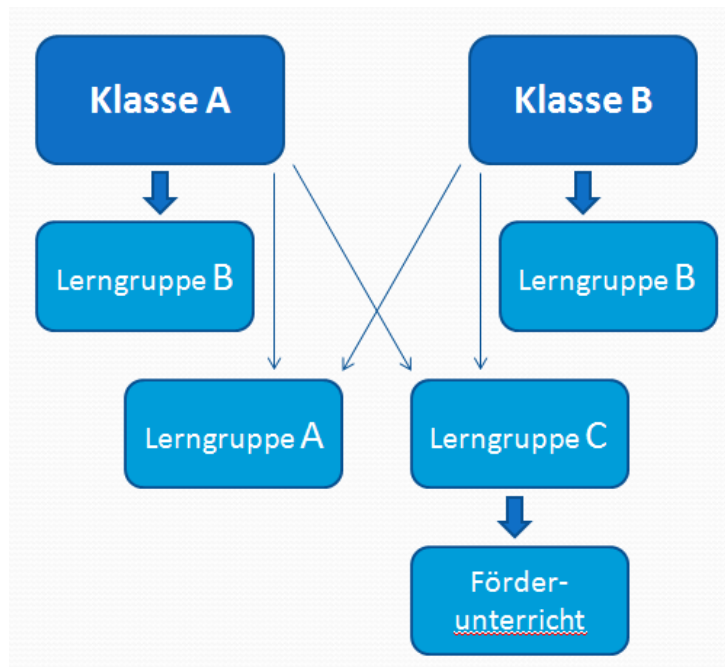 Klasse A
Klasse B
Lerngruppe B
Lerngruppe B
Lerngruppe A
Lerngruppe C
Förder-
unterricht